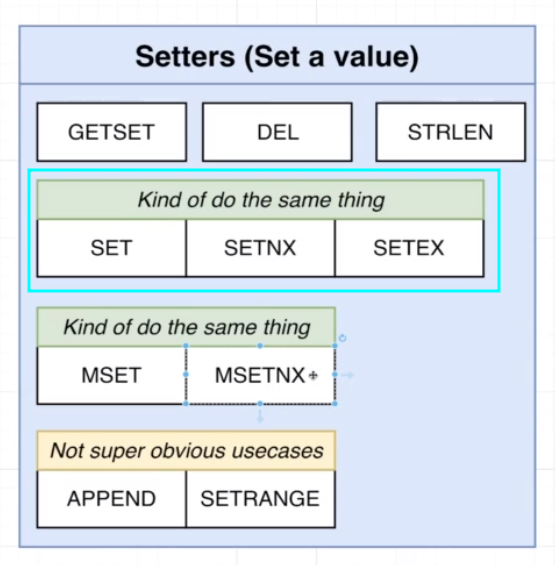 Setters (Set a value)
GETSET DEL STRLEN
Kind of do the same thing
SET SETNX SETEX
Kind of do the same thing
MSET MSETNX
Not super obvious usecases
APPEND SETRANGE